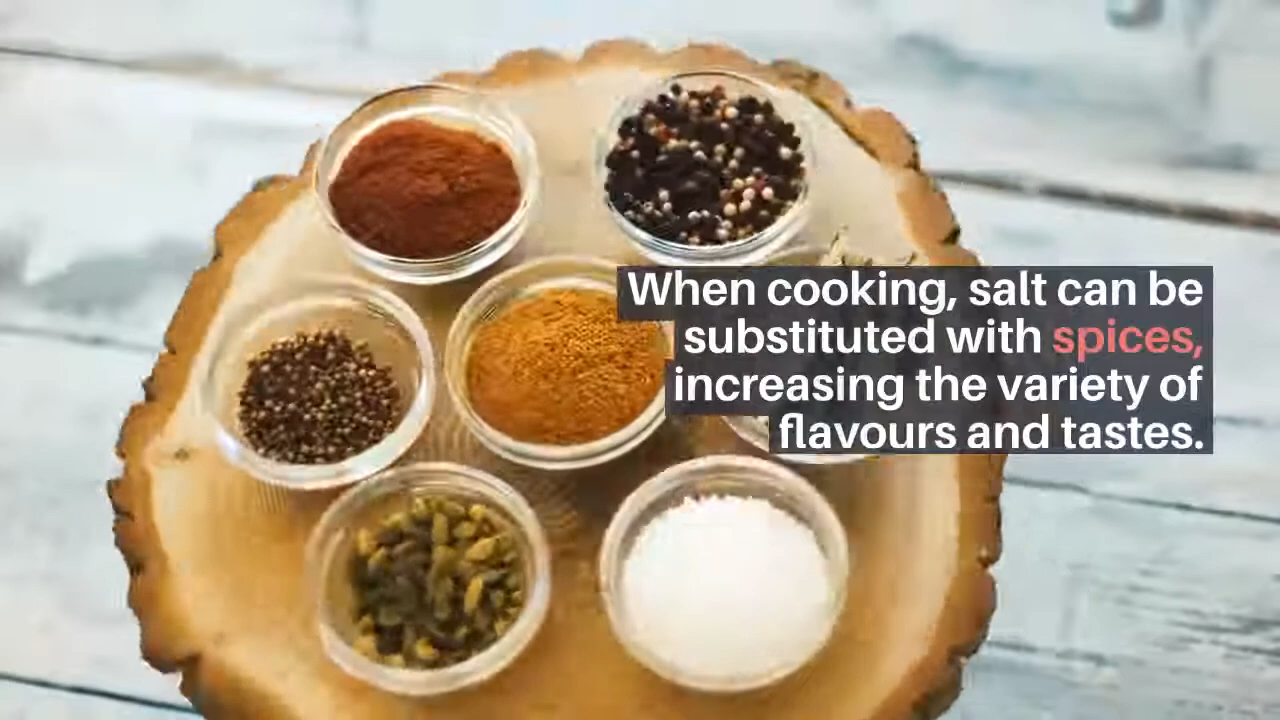 When cooking, salt can be
substituted with spices,
increasing the variety of
flavours and tastes.